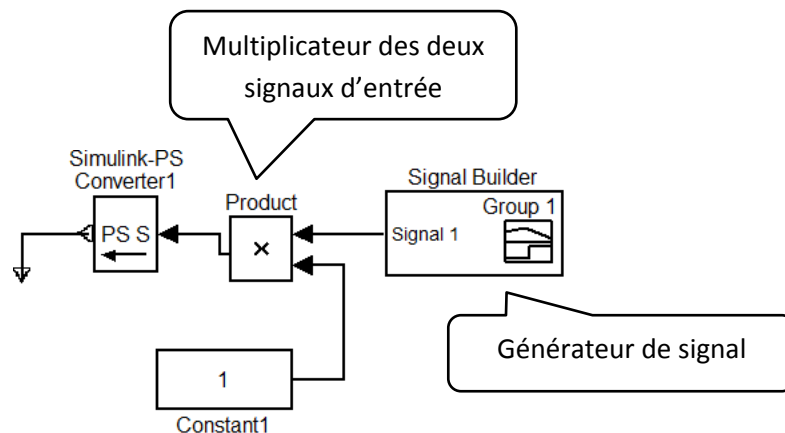 Multiplicateur des deux
signaux d'entrée
Simulink-PS
Converter1
PS S
Product
×
Signal Builder
Group 1
Signal 1
Générateur de signal
1
Constant1